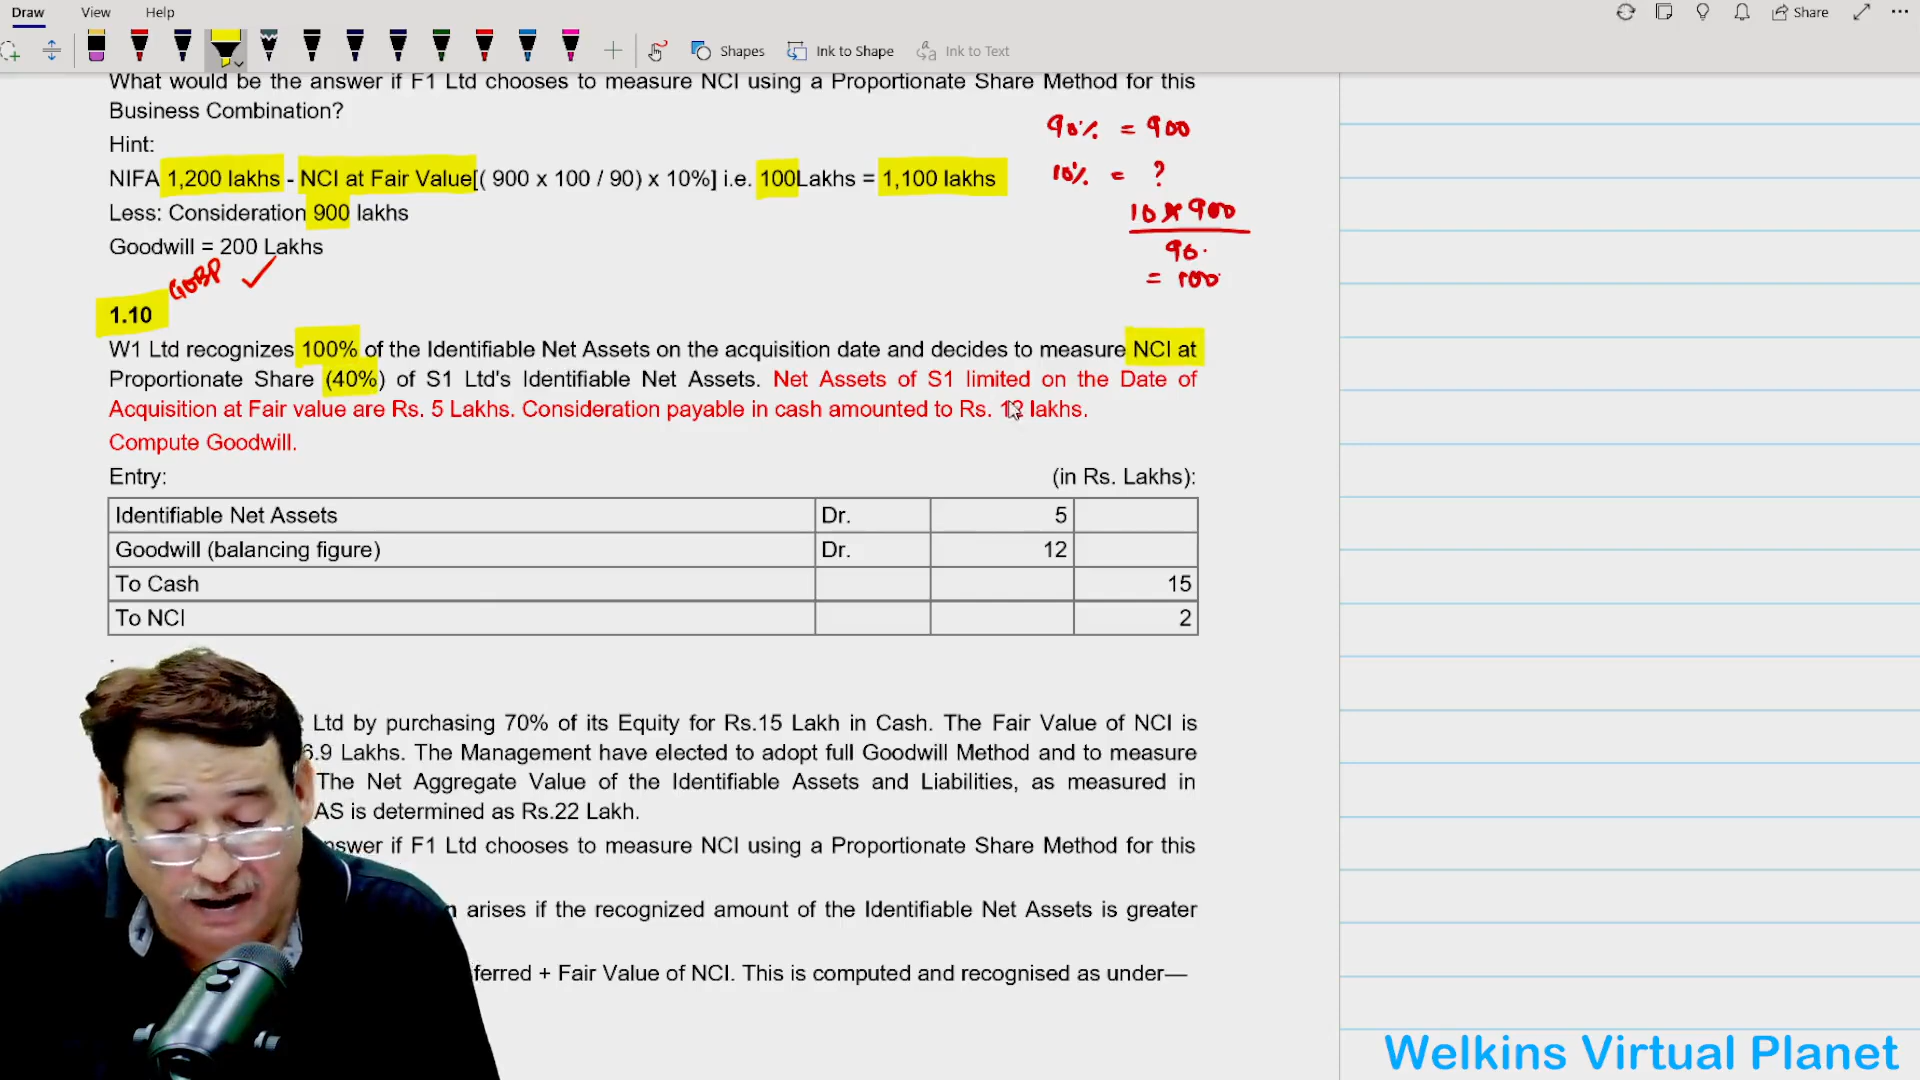 Draw View Help Share
Shapes Ink to Shape Ink to Text
What would be the answer if F1 Ltd chooses to measure NCI using a Proportionate Share Method for this
Business Combination?
90% = 900
Hint:
NIFA 1,200 lakhs - NCI at Fair Value[( 900 x 100 / 90) x 10%] i.e. 100Lakhs = 1,100 lakhs
10% = ?
Less: Consideration 900 lakhs
10 x 900
Goodwill = 200 Lakhs
90.
GOBP
= 100
1.10
W1 Ltd recognizes 100% of the Identifiable Net Assets on the acquisition date and decides to measure NCI at
Proportionate Share (40%) of S1 Ltd's Identifiable Net Assets. Net Assets of S1 limited on the Date of
Acquisition at Fair value are Rs. 5 Lakhs. Consideration payable in cash amounted to Rs. 12 lakhs.
Compute Goodwill.
Entry: (in Rs. Lakhs):
Identifiable Net Assets Dr. 5
Goodwill (balancing figure) Dr. 12
To Cash 15
To NCI 2
.
Ltd by purchasing 70% of its Equity for Rs.15 Lakh in Cash. The Fair Value of NCI is
6.9 Lakhs. The Management have elected to adopt full Goodwill Method and to measure
The Net Aggregate Value of the Identifiable Assets and Liabilities, as measured in
AS is determined as Rs.22 Lakh.
nswer if F1 Ltd chooses to measure NCI using a Proportionate Share Method for this
n arises if the recognized amount of the Identifiable Net Assets is greater
sferred + Fair Value of NCI. This is computed and recognised as under—
Welkins Virtual Planet